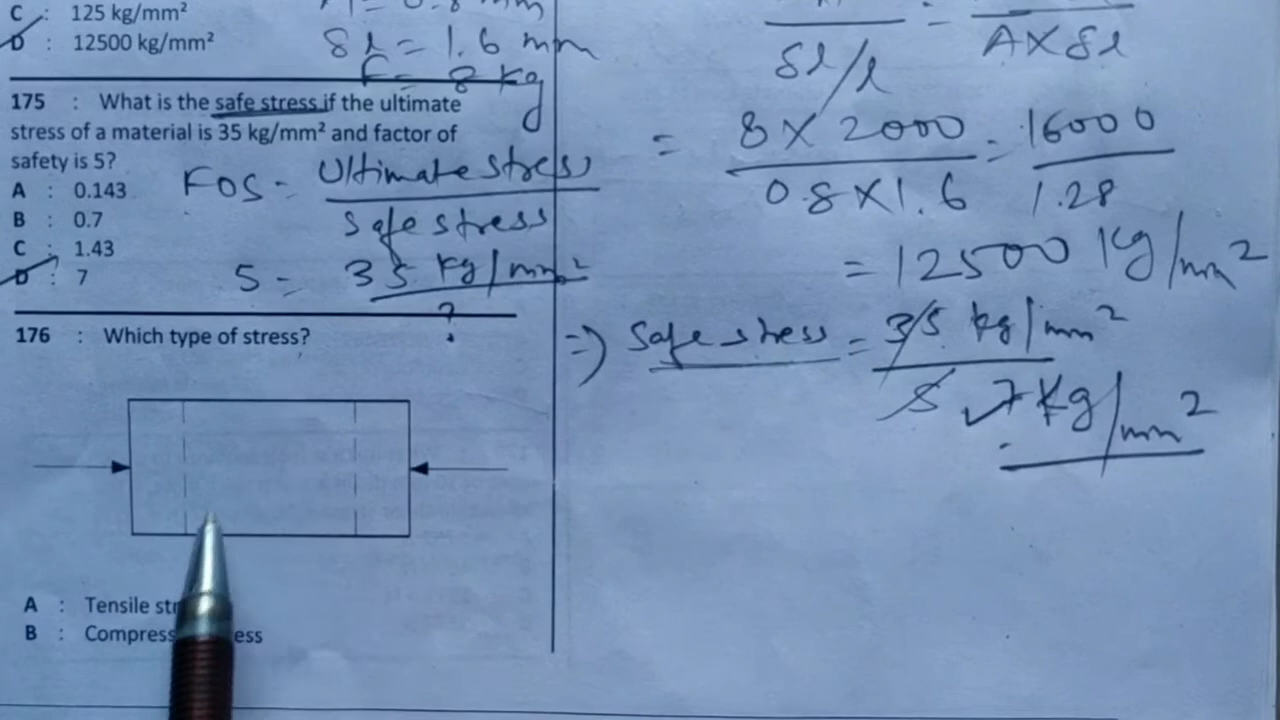 C : 125 kg/mm²
D : 12500 kg/mm²
δl = 1.6 mm
F = 8 kg
175 : What is the safe stress if the ultimate
stress of a material is 35 kg/mm² and factor of
safety is 5?
A : 0.143
B : 0.7
C : 1.43
D : 7
FOS = Ultimate stress
Safe stress
5 = 35 kg/mm²
?
176 : Which type of stress?
A : Tensile
B :
δl/l
=
A × δl
= 8 × 2000 = 16000
0.8 × 1.6 1.28
= 12500 kg/mm²
=> Safe stress = 35 kg/mm²
5 7 kg/mm²